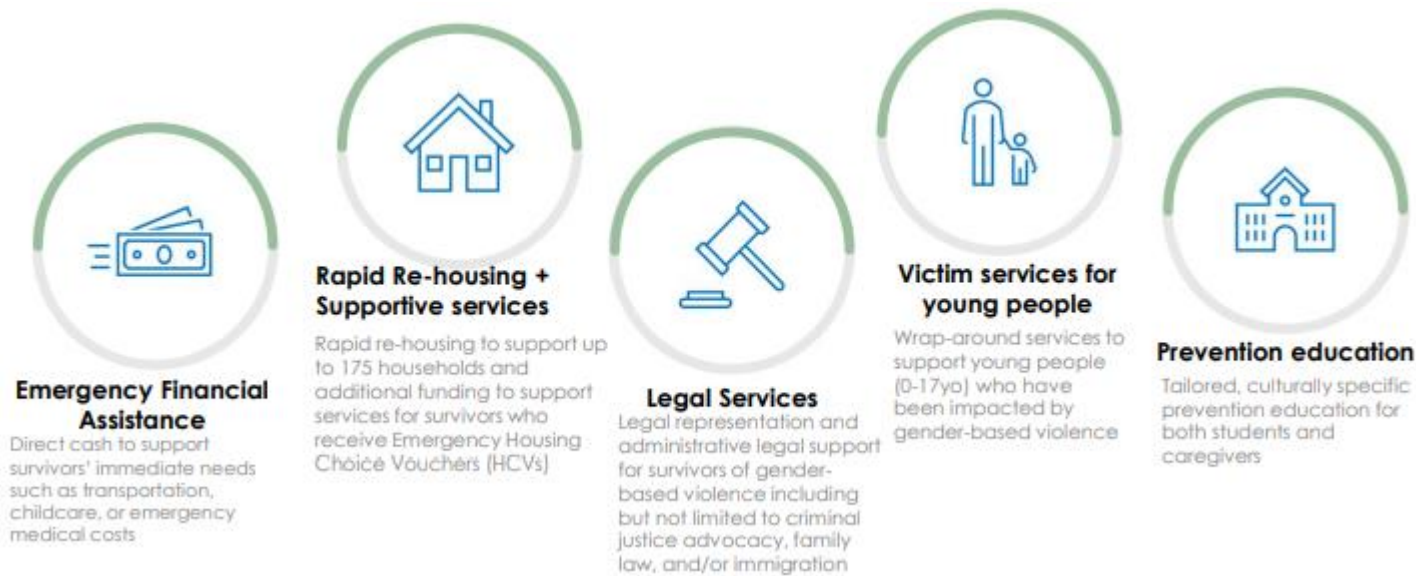 Emergency Financial
Assistance
Direct cash to support
survivors' immediate needs
such as transportation,
childcare, or emergency
medical costs
Rapid Re-housing +
Supportive services
Rapid re-housing to support up
to 175 households and
additional funding to support
services for survivors who
receive Emergency Housing
Choice Vouchers (HCVs)
Legal Services
Legal representation and
administrative legal support
for survivors of gender-
based violence including
but not limited to criminal
justice advocacy, family
law, and/or immigration
Victim services for
young people
Wrap-around services to
support young people
(0-17yo) who have
been impacted by
gender-based violence
Prevention education
Tailored, culturally specific
prevention education for
both students and
caregivers